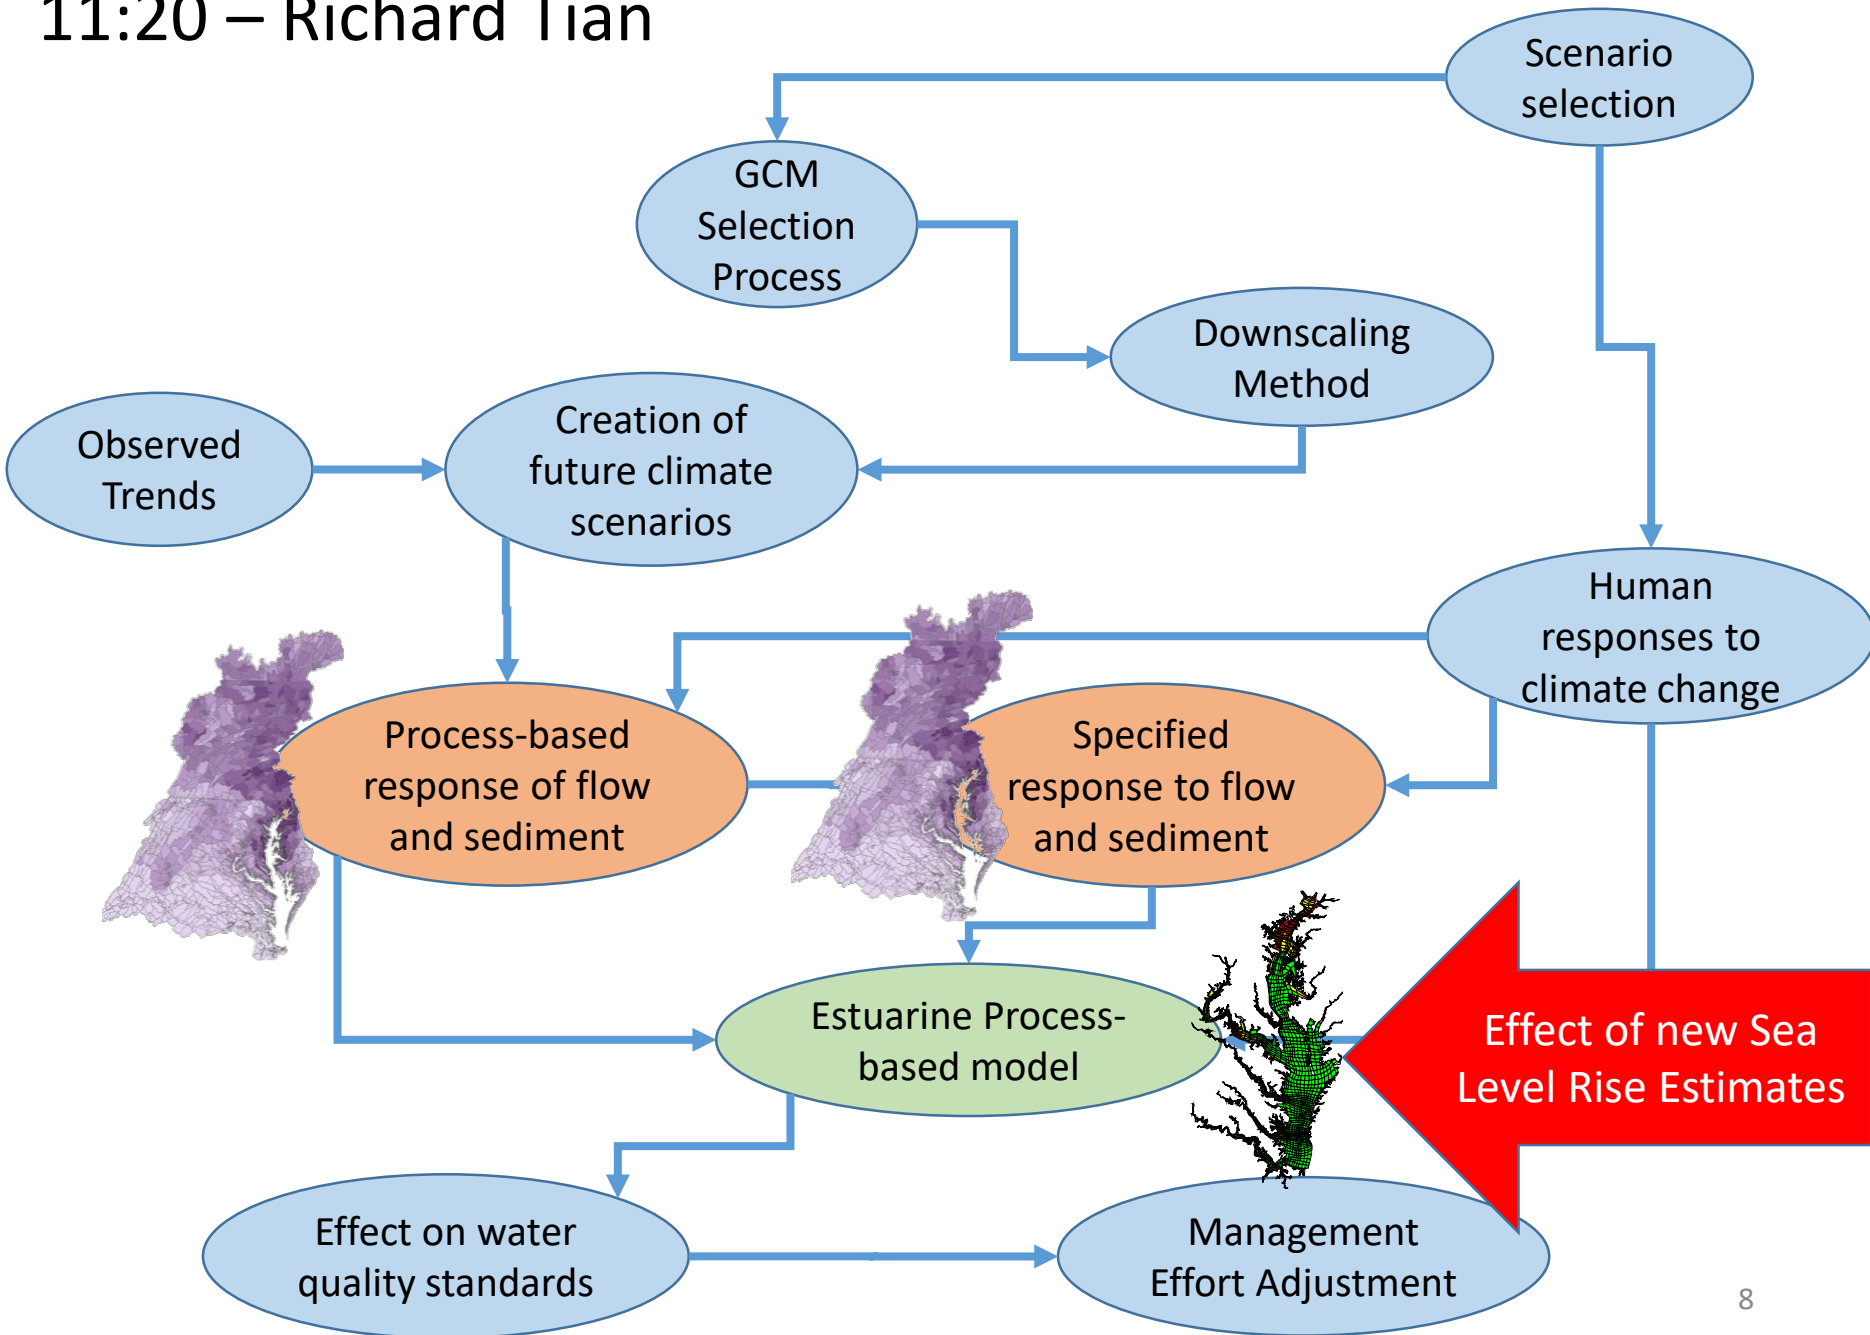 11:20 – Richard Tian
Scenario
selection
GCM
Selection
Process
Downscaling
Method
Observed
Trends
Creation of
future climate
scenarios
Human
responses to
climate change
Process-based
response of flow
and sediment
Specified
response to flow
and sediment
Estuarine Process-
based model
Effect of new Sea
Level Rise Estimates
Effect on water
quality standards
Management
Effort Adjustment
8